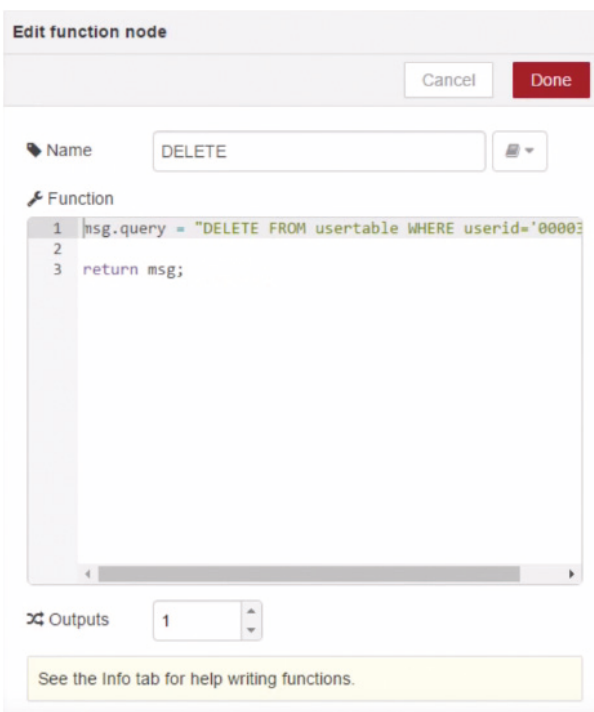 Edit function node
Cancel Done
Name DELETE
Function
1 msg.query = "DELETE FROM usertable WHERE userid='00003
2
3 return msg;
Outputs 1
See the Info tab for help writing functions.